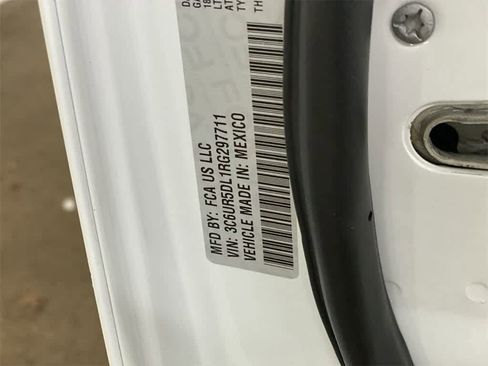 MFD BY: FCA US LLC
VIN: 3C6UR5DL1RG297711
VEHICLE MADE IN: MEXICO